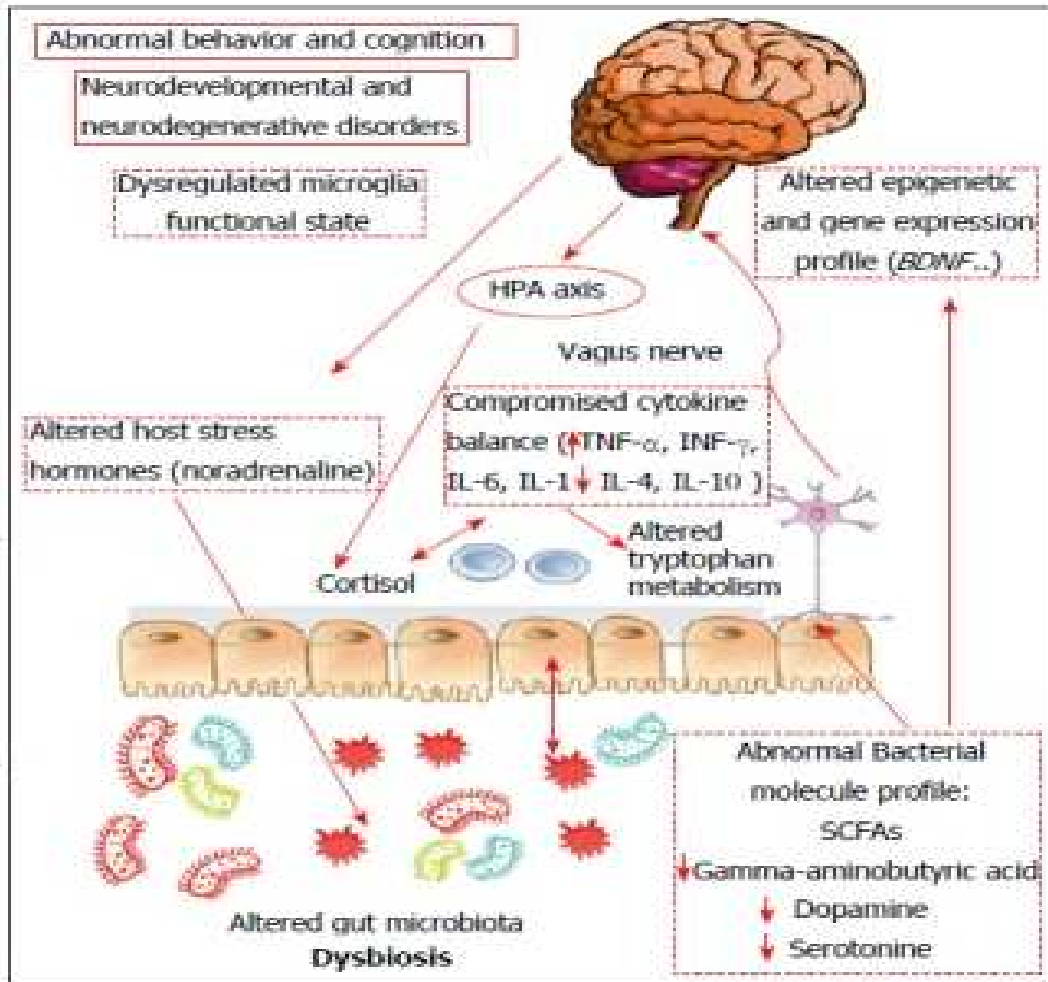 Abnormal behavior and cognition
Neurodevelopmental and
neurodegenerative disorders
Dysregulated microglia
functional state
Altered epigenetic
and gene expression
profile (BDNF..)
HPA axis
Vagus nerve
Compromised cytokine
balance (↑TNF-α, INF-γ,
IL-6, IL-1↓ IL-4, IL-10 )
Altered host stress
hormones (noradrenaline)
Altered
tryptophan
metabolism
Cortisol
Abnormal Bacterial
molecule profile:
SCFAs
↓Gamma-aminobutyric acid
↓ Dopamine
↓ Serotonine
Altered gut microbiota
Dysbiosis